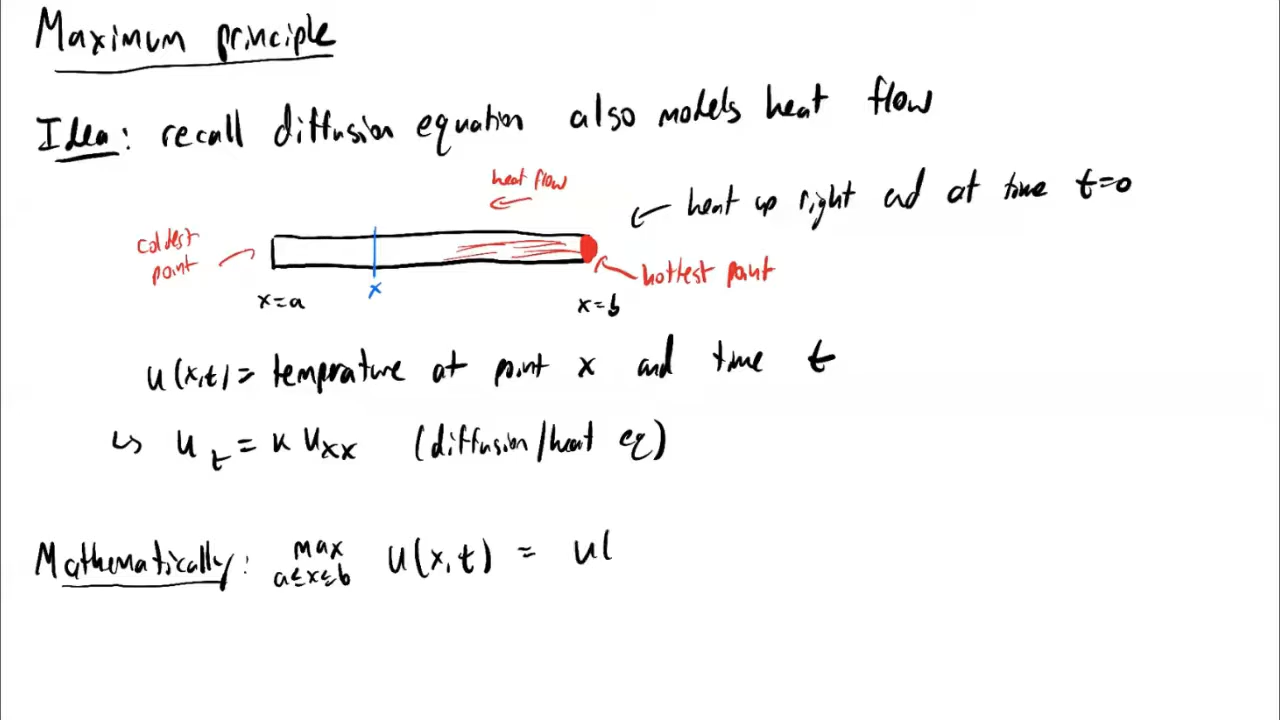 Maximum principle
Idea: recall diffusion equation also models heat flow
heat flow
← heat up right end at time t=0
coldest
point
hottest point
x
x=a
x=b
u(x,t) = temprature at point x and time t
↳ u_t = k u_xx (diffusion/heat eq)
Mathematically: max u(x,t) = u(
a≤x≤b